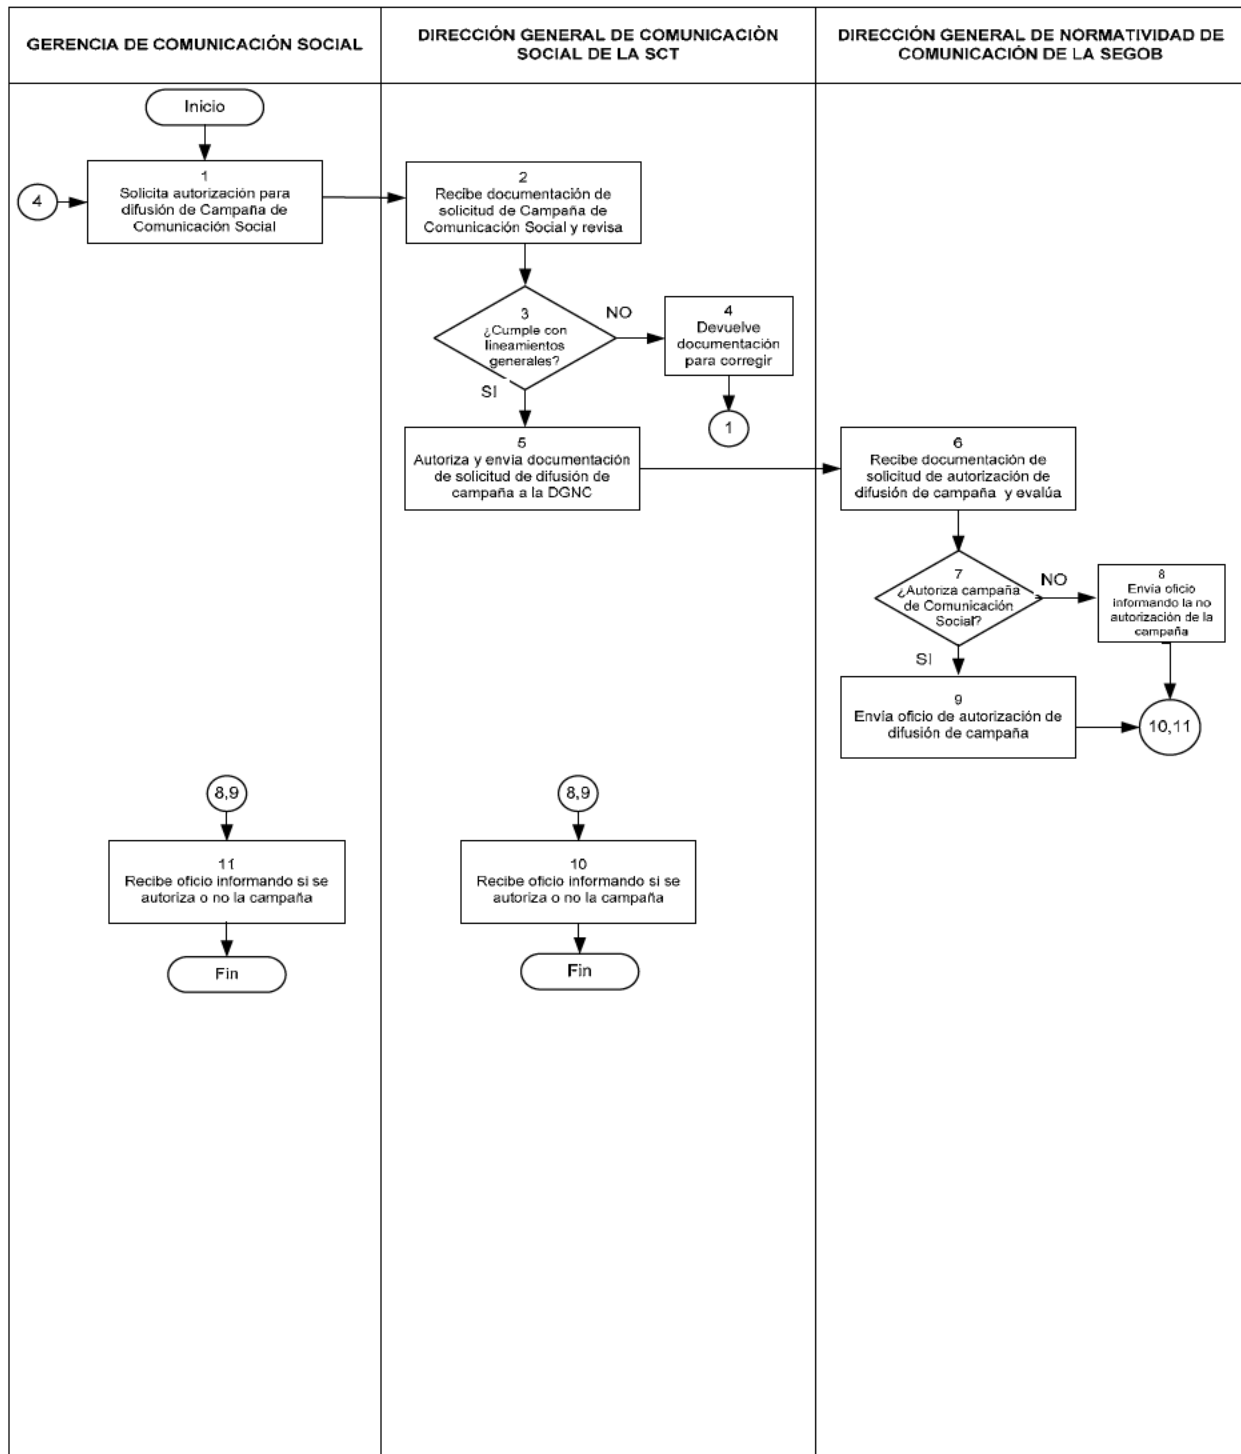 GERENCIA DE COMUNICACIÓN SOCIAL
DIRECCIÓN GENERAL DE COMUNICACIÒN
SOCIAL DE LA SCT
DIRECCIÓN GENERAL DE NORMATIVIDAD DE
COMUNICACIÓN DE LA SEGOB
Inicio
4
1
Solicita autorización para
difusión de Campaña de
Comunicación Social
2
Recibe documentación de
solicitud de Campaña de
Comunicación Social y revisa
3
¿Cumple con
lineamientos
generales?
NO
SI
4
Devuelve
documentación
para corregir
1
5
Autoriza y envía documentación
de solicitud de difusión de
campaña a la DGNC
6
Recibe documentación de
solicitud de autorización de
difusión de campaña y evalúa
7
¿Autoriza campaña
de Comunicación
Social?
NO
SI
8
Envía oficio
informando la no
autorización de la
campaña
9
Envía oficio de autorización de
difusión de campaña
10,11
8,9
11
Recibe oficio informando si se
autoriza o no la campaña
Fin
8,9
10
Recibe oficio informando si se
autoriza o no la campaña
Fin